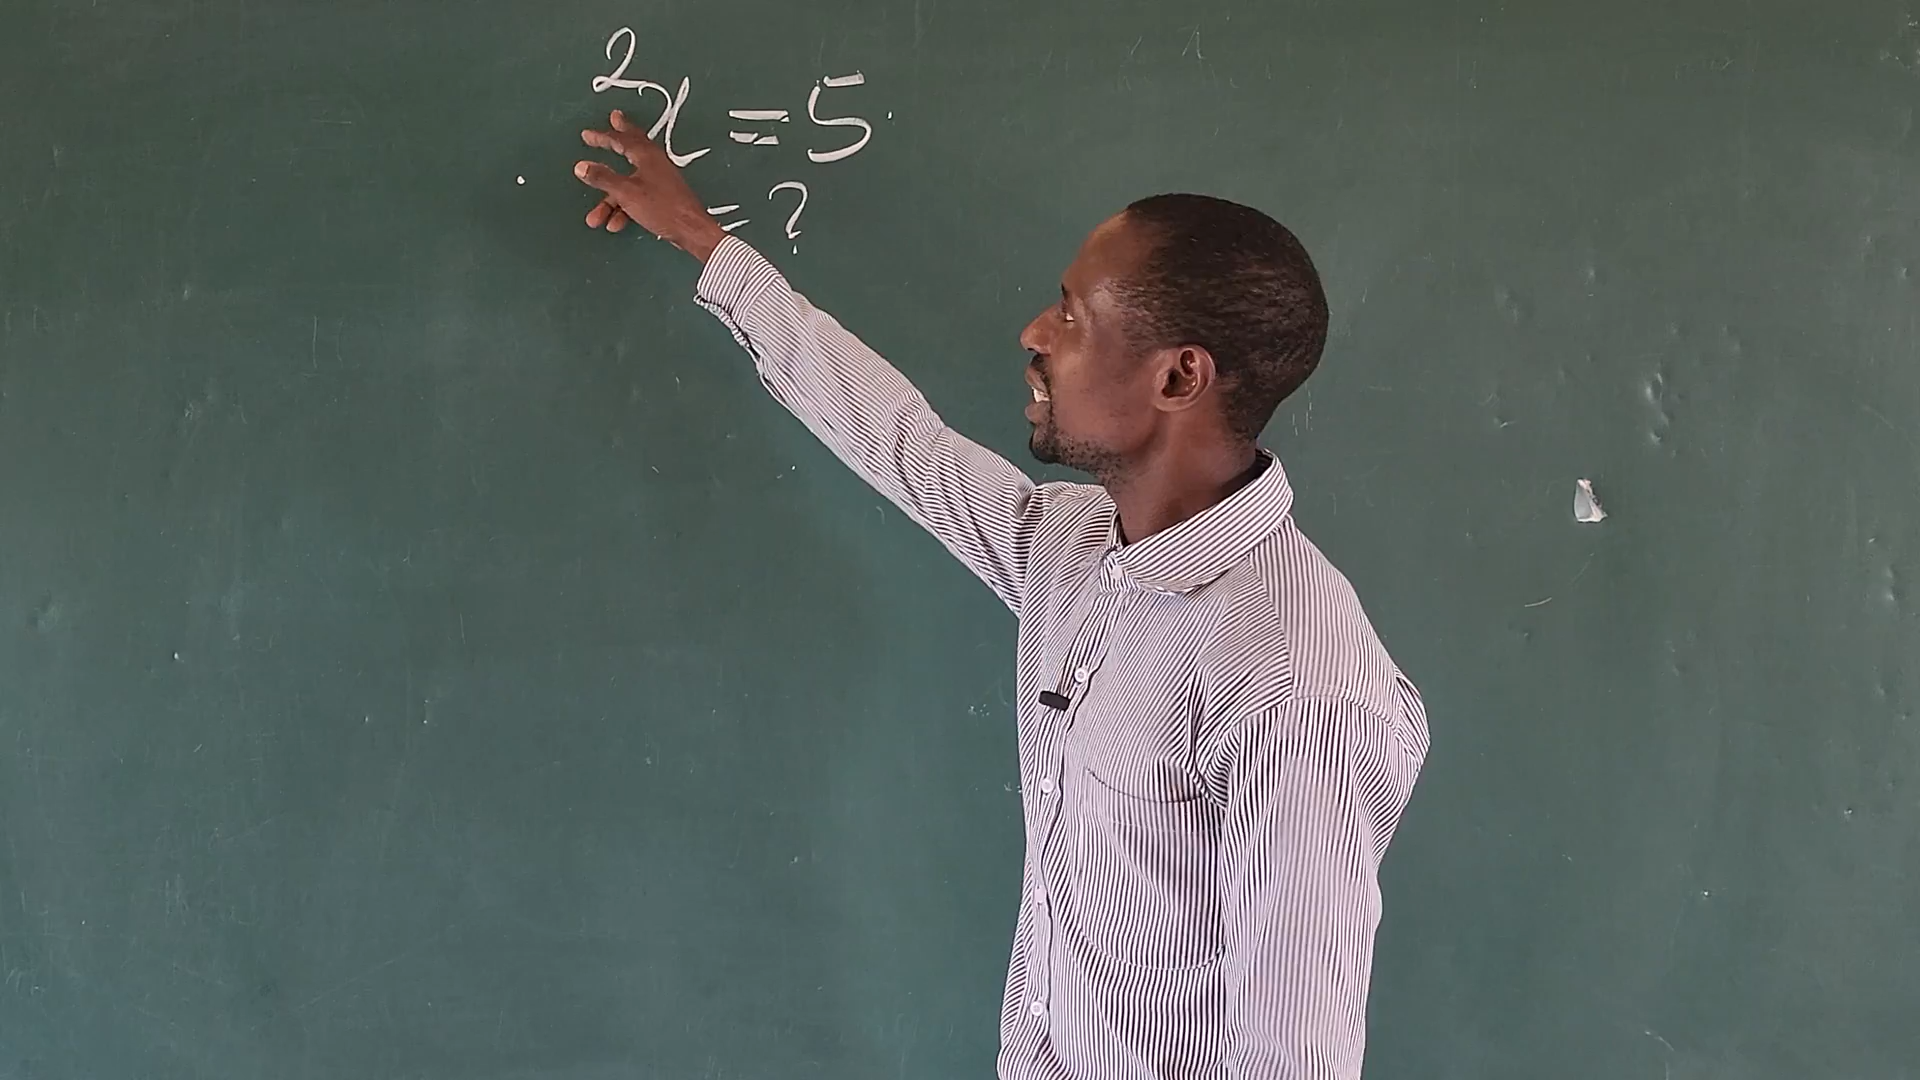 ²x = 5
= ?